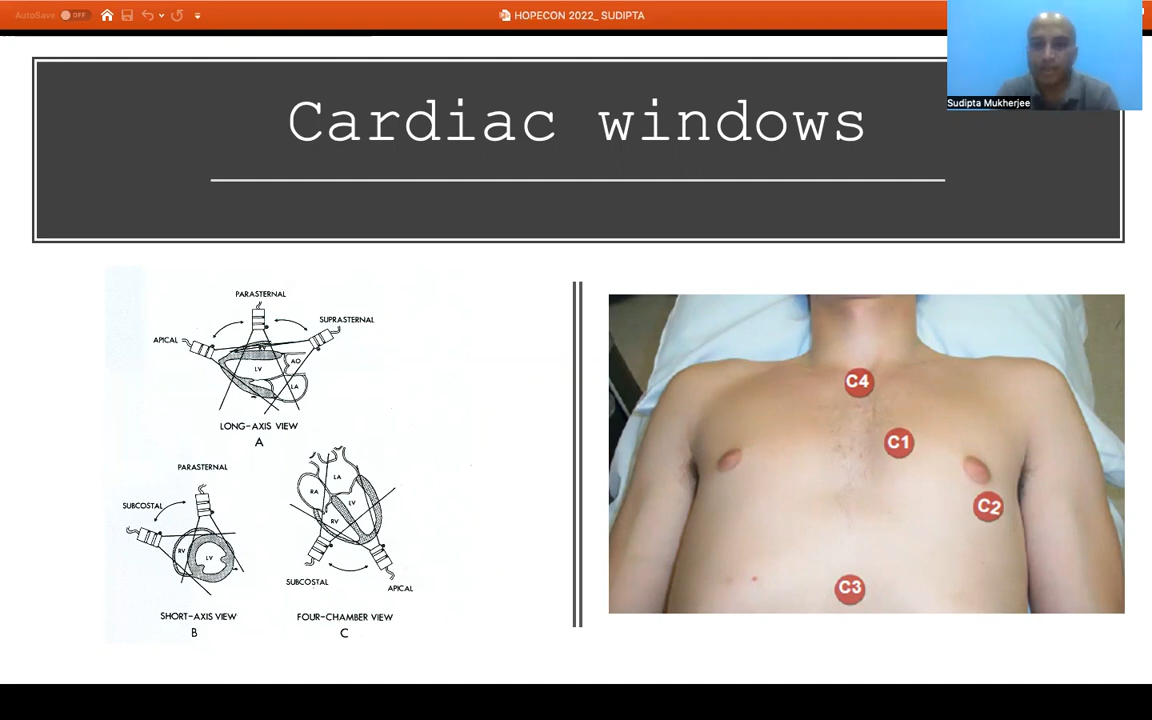 AutoSave OFF
HOPECON 2022_ SUDIPTA
Sudipta Mukherjee
Cardiac windows
PARASTERNAL
SUPRASTERNAL
APICAL
RV
LV
AO
LA
LONG-AXIS VIEW
A
PARASTERNAL
SUBCOSTAL
RV
LV
SHORT-AXIS VIEW
B
LA
RA
LV
RV
SUBCOSTAL
APICAL
FOUR-CHAMBER VIEW
C
C4
C1
C2
C3